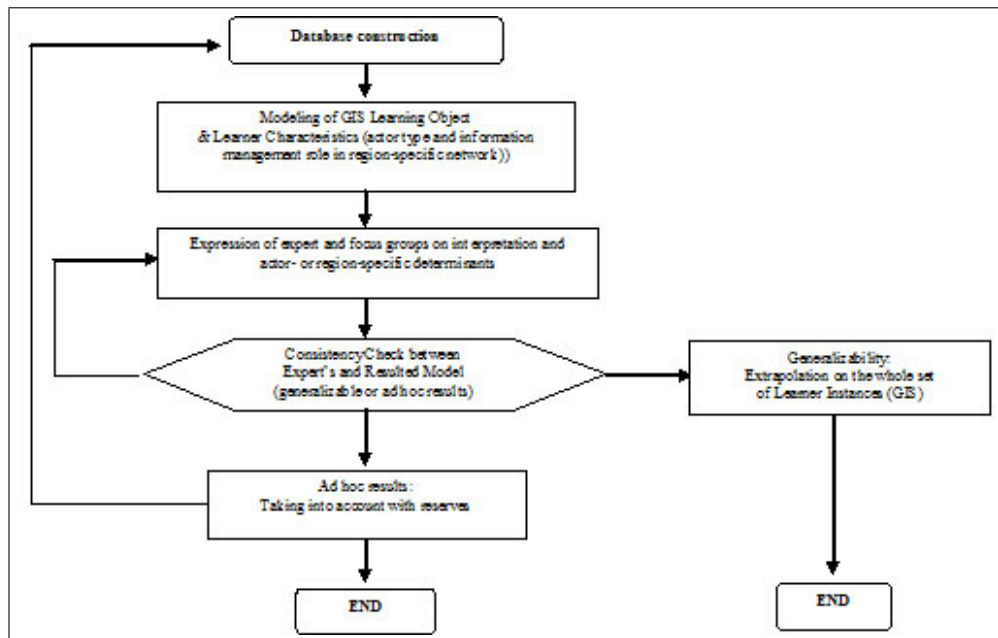 Database construction
Modeling of GIS Learning Object
& Learner Characteristics (actor type and information
management role in region-specific network))
Expression of expert and focus groups on interpretation and
actor- or region-specific determinants
ConsistencyCheck between
Expert's and Resulted Model
(generalizable or ad hoc results)
Generalizability:
Extrapolation on the whole set
of Learner Instances (GIS)
Ad hoc results:
Taking into account with reserves
END
END